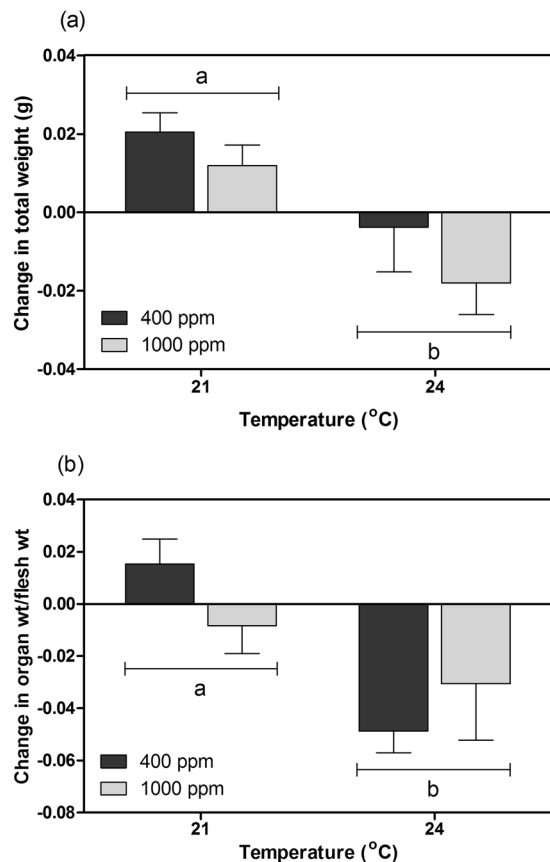 (a)
0.04
a
0.02
0.00
-0.02
400 ppm
1000 ppm
b
-0.04
21
24
Change in total weight (g)
Temperature (°C)
(b)
0.04
0.02
0.00
-0.02
a
-0.04
-0.06
400 ppm
1000 ppm
b
-0.08
21
24
Change in organ wt/flesh wt
Temperature (°C)